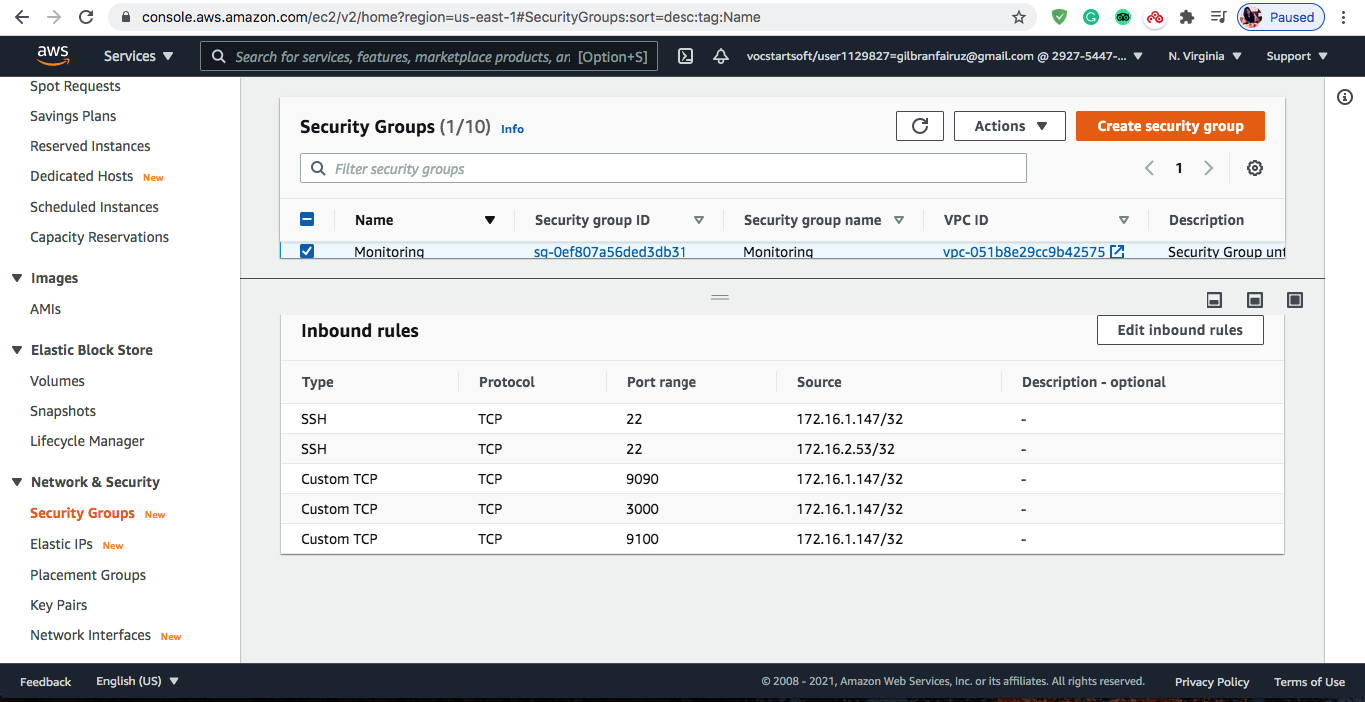 console.aws.amazon.com/ec2/v2/home?region=us-east-1#SecurityGroups:sort=desc:tag:Name
Paused
aws
Services
Search for services, features, marketplace products, an [Option+S]
vocstartsoft/user1129827=gilbranfairuz@gmail.com @ 2927-5447-...
N. Virginia
Support
Spot Requests
Savings Plans
Reserved Instances
Dedicated Hosts New
Scheduled Instances
Capacity Reservations
Images
AMIs
Elastic Block Store
Volumes
Snapshots
Lifecycle Manager
Network & Security
Security Groups New
Elastic IPs New
Placement Groups
Key Pairs
Network Interfaces New
Security Groups (1/10) Info
Actions
Create security group
Filter security groups
1
Name Security group ID Security group name VPC ID Description
Monitoring sg-0ef807a56ded3db31 Monitoring vpc-051b8e29cc9b42575 Security Group unt
Inbound rules
Edit inbound rules
Type Protocol Port range Source Description - optional
SSH TCP 22 172.16.1.147/32 -
SSH TCP 22 172.16.2.53/32 -
Custom TCP TCP 9090 172.16.1.147/32 -
Custom TCP TCP 3000 172.16.1.147/32 -
Custom TCP TCP 9100 172.16.1.147/32 -
Feedback English (US) © 2008 - 2021, Amazon Web Services, Inc. or its affiliates. All rights reserved. Privacy Policy Terms of Use